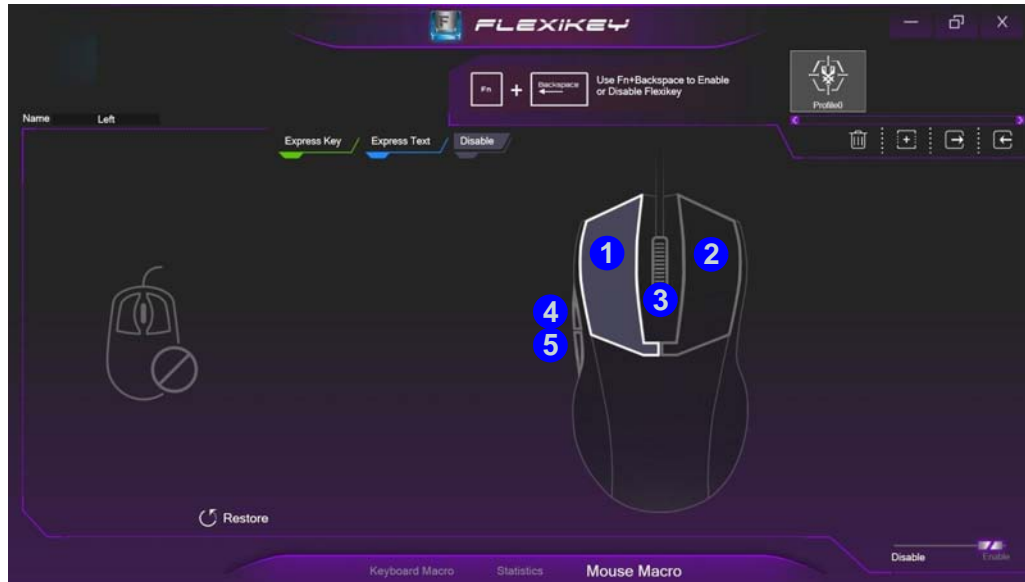 FLEXIKEY
Fn + Backspace Use Fn+Backspace to Enable
or Disable Flexikey
Profile0
Name Left
Express Key Express Text Disable
1
2
3
4
5
Restore
Disable Enable
Keyboard Macro Statistics Mouse Macro